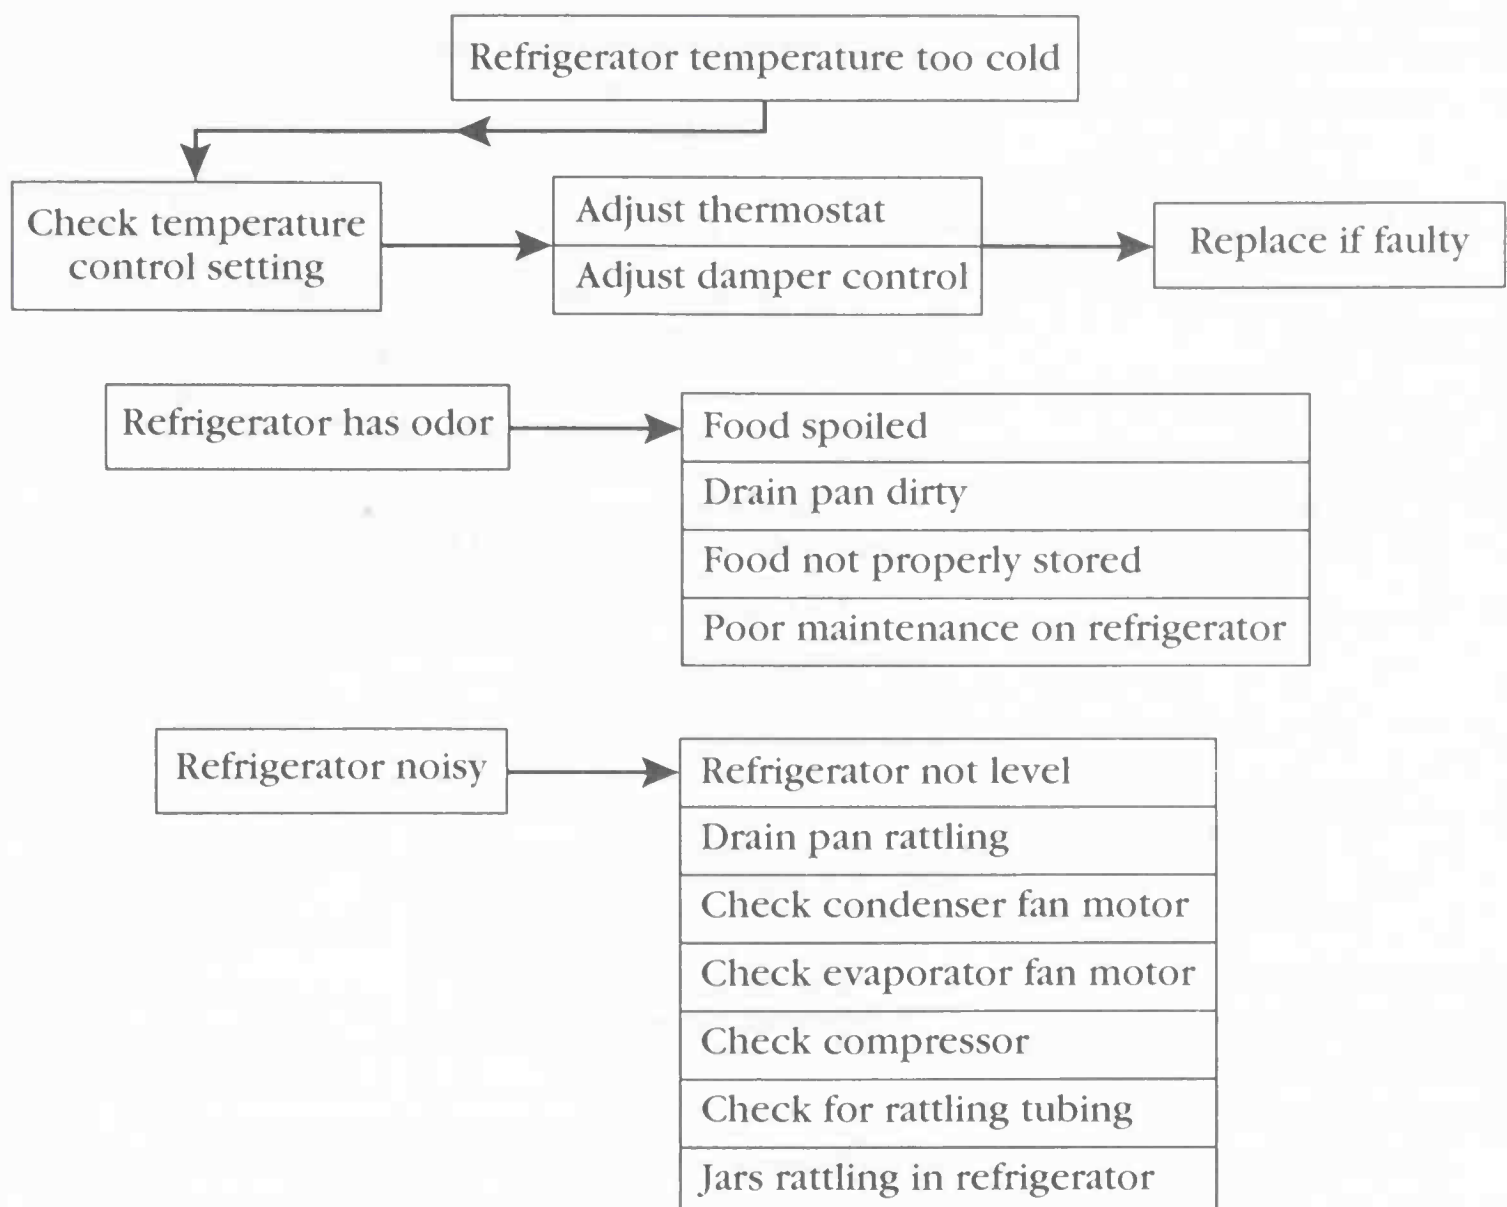 Refrigerator temperature too cold
Check temperature
control setting
Adjust thermostat
Adjust damper control
Replace if faulty
Refrigerator has odor
Food spoiled
Drain pan dirty
Food not properly stored
Poor maintenance on refrigerator
Refrigerator noisy
Refrigerator not level
Drain pan rattling
Check condenser fan motor
Check evaporator fan motor
Check compressor
Check for rattling tubing
Jars rattling in refrigerator